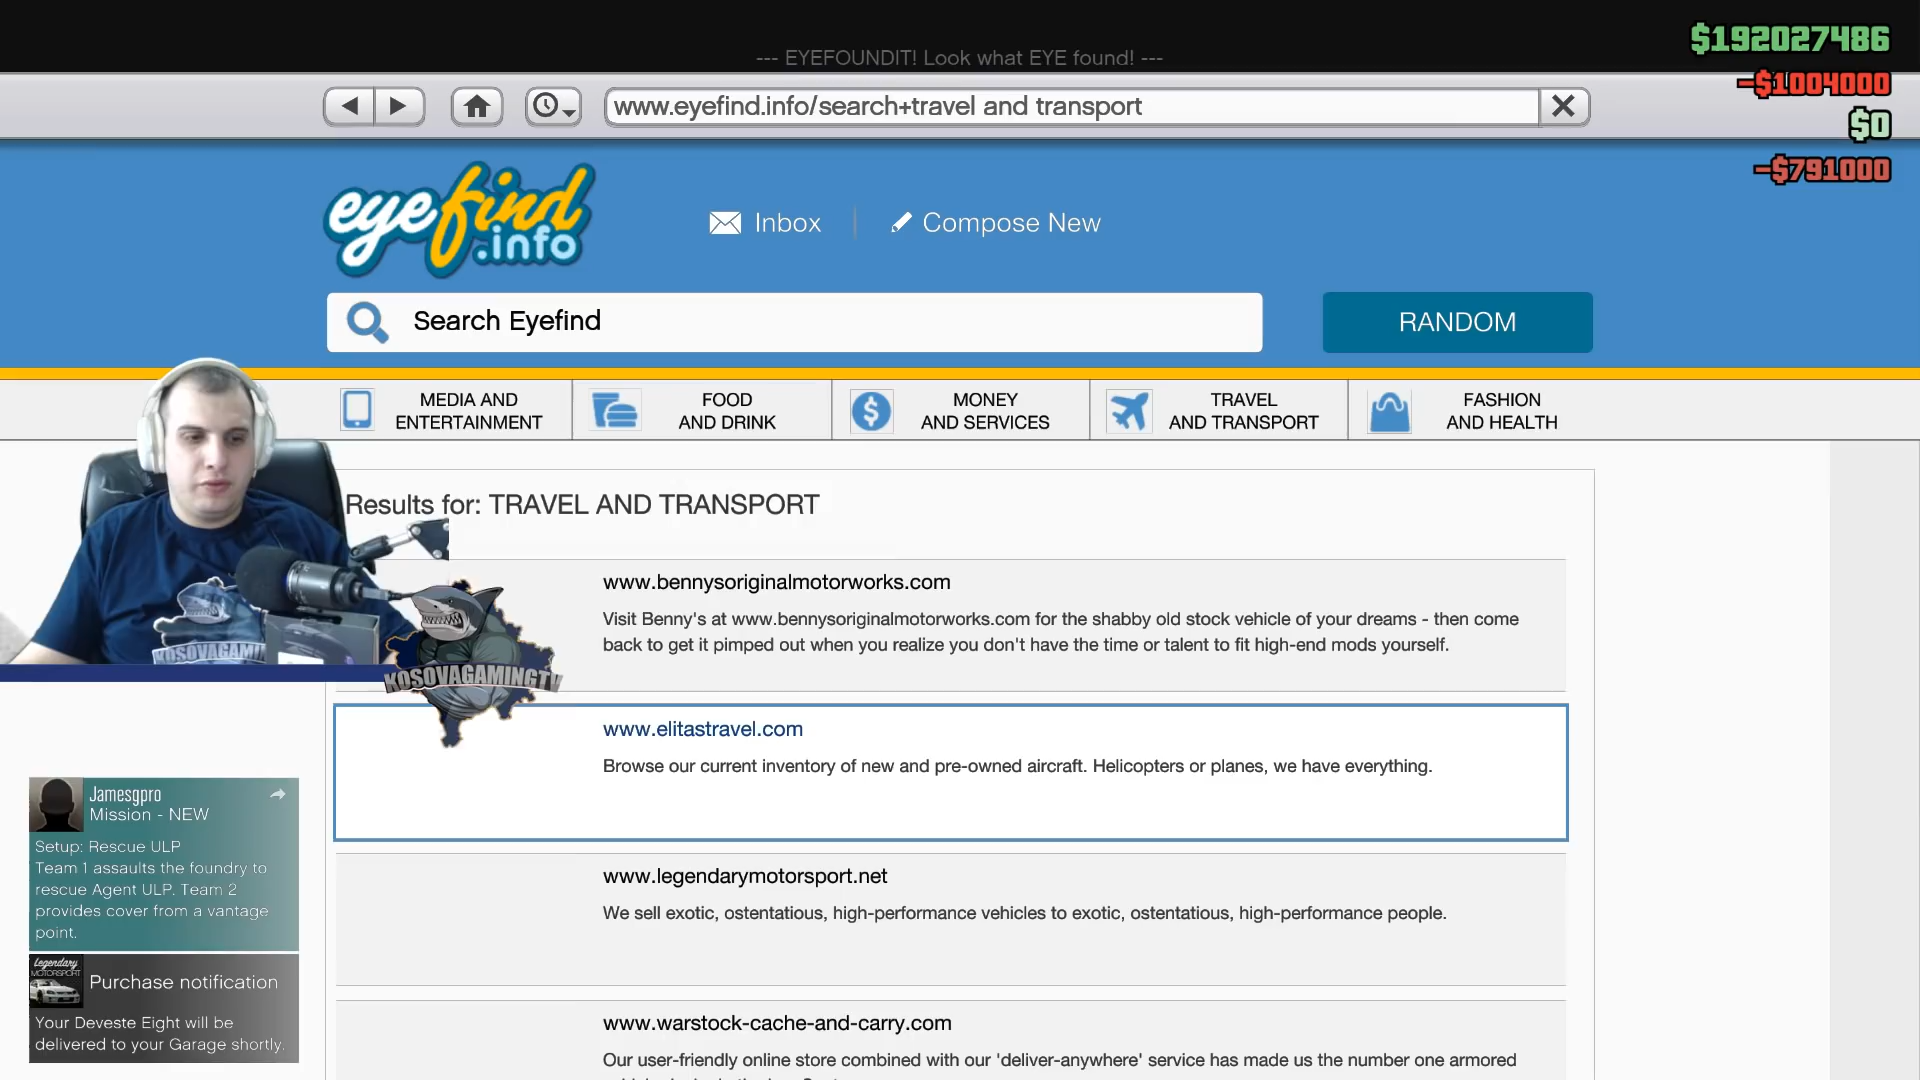 --- EYEFOUNDIT! Look what EYE found! ---
$192027486
-$1004000
$0
-$791000
www.eyefind.info/search+travel and transport
eyefind
.info
Inbox
Compose New
Search Eyefind
RANDOM
MEDIA AND
ENTERTAINMENT
FOOD
AND DRINK
MONEY
AND SERVICES
TRAVEL
AND TRANSPORT
FASHION
AND HEALTH
Results for: TRAVEL AND TRANSPORT
www.bennysoriginalmotorworks.com
Visit Benny's at www.bennysoriginalmotorworks.com for the shabby old stock vehicle of your dreams - then come
back to get it pimped out when you realize you don't have the time or talent to fit high-end mods yourself.
KOSOVAGAMINGTV
www.elitastravel.com
Browse our current inventory of new and pre-owned aircraft. Helicopters or planes, we have everything.
www.legendarymotorsport.net
We sell exotic, ostentatious, high-performance vehicles to exotic, ostentatious, high-performance people.
www.warstock-cache-and-carry.com
Our user-friendly online store combined with our 'deliver-anywhere' service has made us the number one armored
Jamesgpro
Mission - NEW
Setup: Rescue ULP
Team 1 assaults the foundry to
rescue Agent ULP. Team 2
provides cover from a vantage
point.
Legendary
MOTORSPORT
Purchase notification
Your Deveste Eight will be
delivered to your Garage shortly.